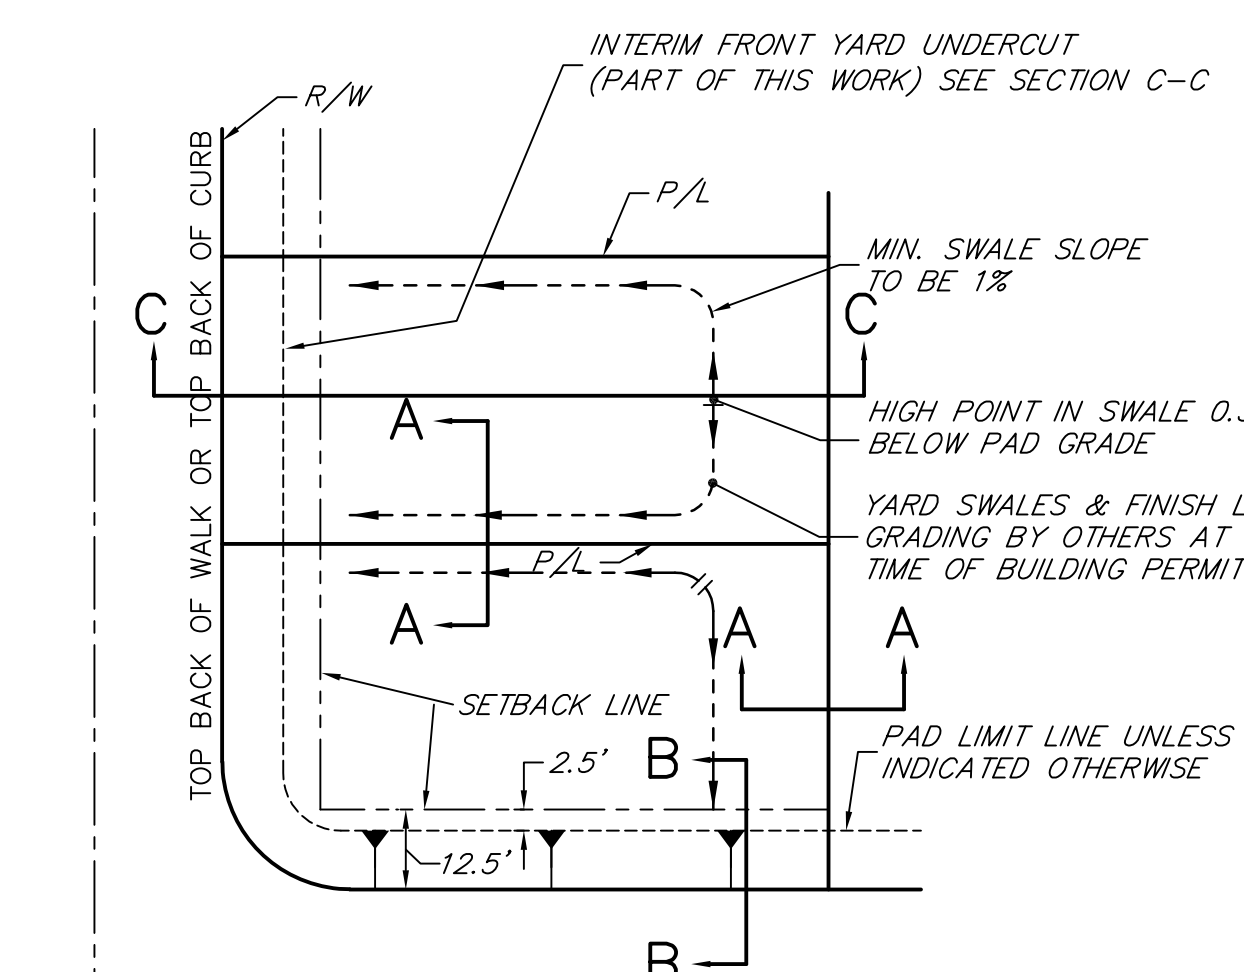 INTERIM FRONT YARD UNDERCUT
(PART OF THIS WORK) SEE SECTION C-C
R/W
P/L
MIN. SWALE SLOPE
TO BE 1%
TOP BACK OF WALK OR TOP BACK OF CURB
C
C
A
HIGH POINT IN SWALE
BELOW PAD GRADE
YARD SWALES & FINISH
GRADING BY OTHERS AT
TIME OF BUILDING PERMIT
P/L
A
A
A
SETBACK LINE
PAD LIMIT LINE UNLESS
INDICATED OTHERWISE
2.5'
B
12.5'
B